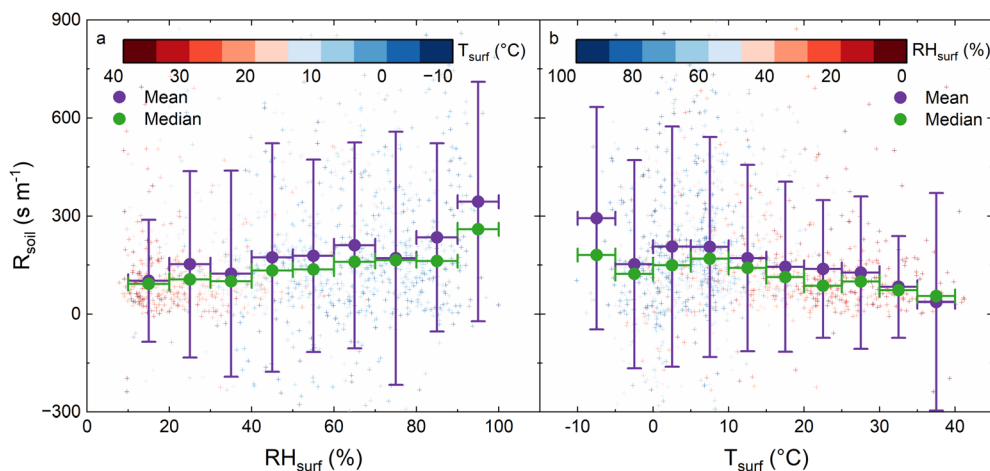 900
600
300
0
−300
R_soil (s m⁻¹)
a
T_surf (°C)
40 30 20 10 0 −10
Mean
Median
0 20 40 60 80 100
RH_surf (%)
b
RH_surf (%)
100 80 60 40 20 0
Mean
Median
-10 0 10 20 30 40
T_surf (°C)